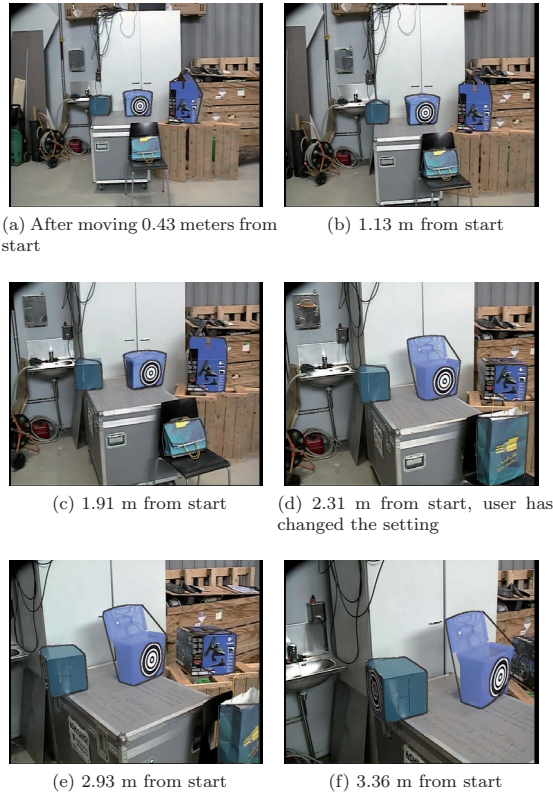 (a) After moving 0.43 meters from
start
(b) 1.13 m from start
(c) 1.91 m from start
(d) 2.31 m from start, user has
changed the setting
(e) 2.93 m from start
(f) 3.36 m from start